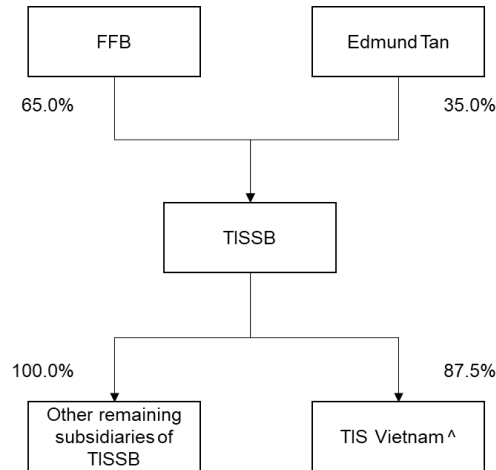 FFB
Edmund Tan
65.0%
35.0%
TISSB
100.0%
87.5%
Other remaining
subsidiaries of
TISSB
TIS Vietnam ^